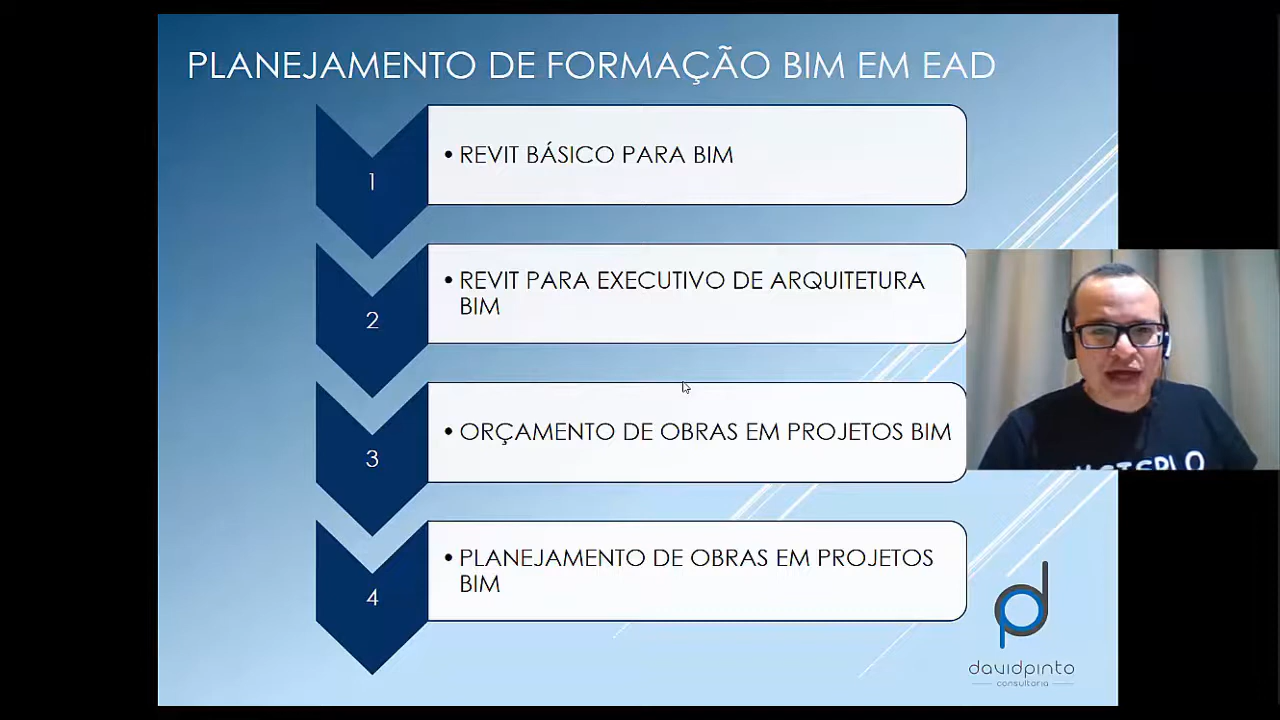 PLANEJAMENTO DE FORMAÇÃO BIM EM EAD
1
• REVIT BÁSICO PARA BIM
2
• REVIT PARA EXECUTIVO DE ARQUITETURA
BIM
3
• ORÇAMENTO DE OBRAS EM PROJETOS BIM
4
• PLANEJAMENTO DE OBRAS EM PROJETOS
BIM
davidpinto
consultoria